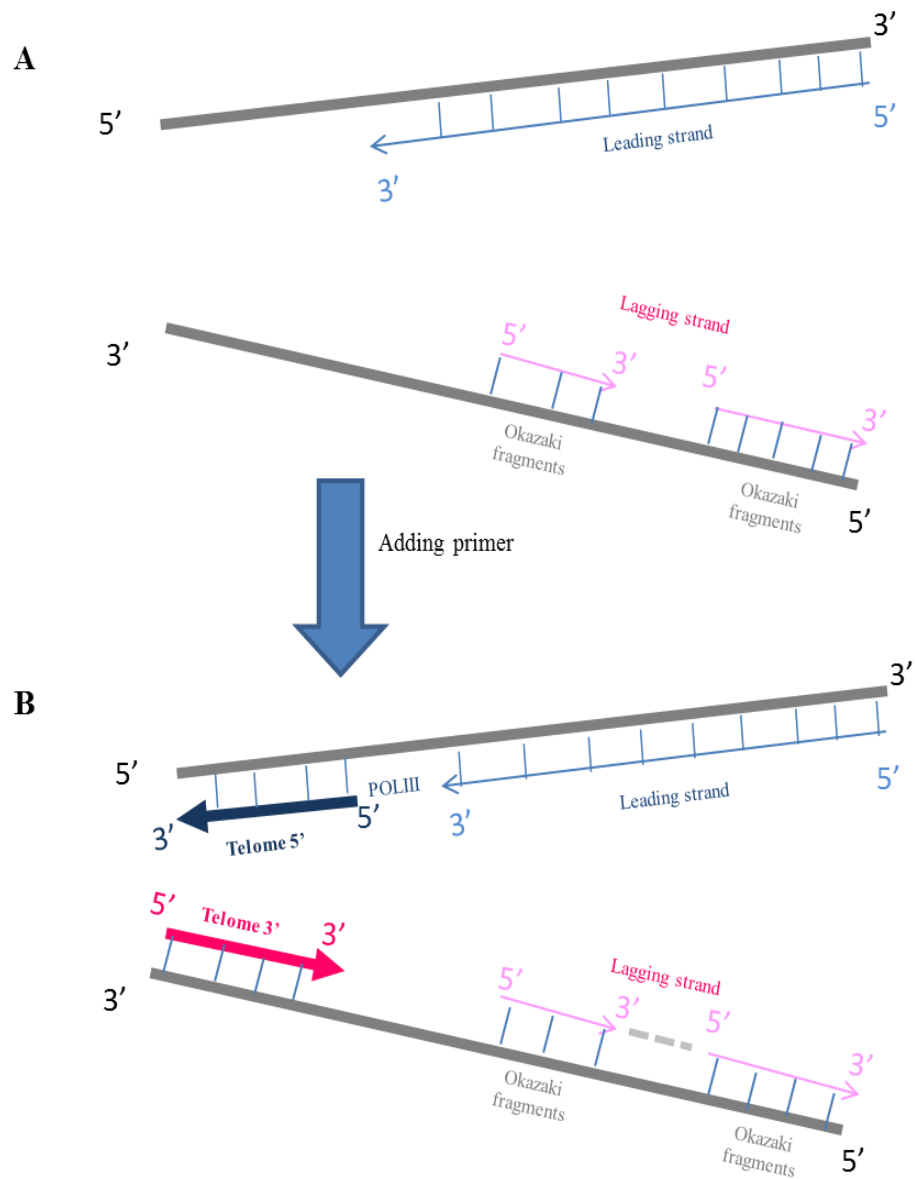 A
3’
5’
5’
Leading strand
3’
Lagging strand
3’
5’
3’
5’
3’
Okazaki
fragments
Okazaki
fragments
5’
Adding primer
B
3’
5’
POLIII
5’
3’
Leading strand
5’
3’
Telome 5’
5’
Telome 3’
3’
Lagging strand
3’
5’
3’
5’
3’
Okazaki
fragments
Okazaki
fragments
5’